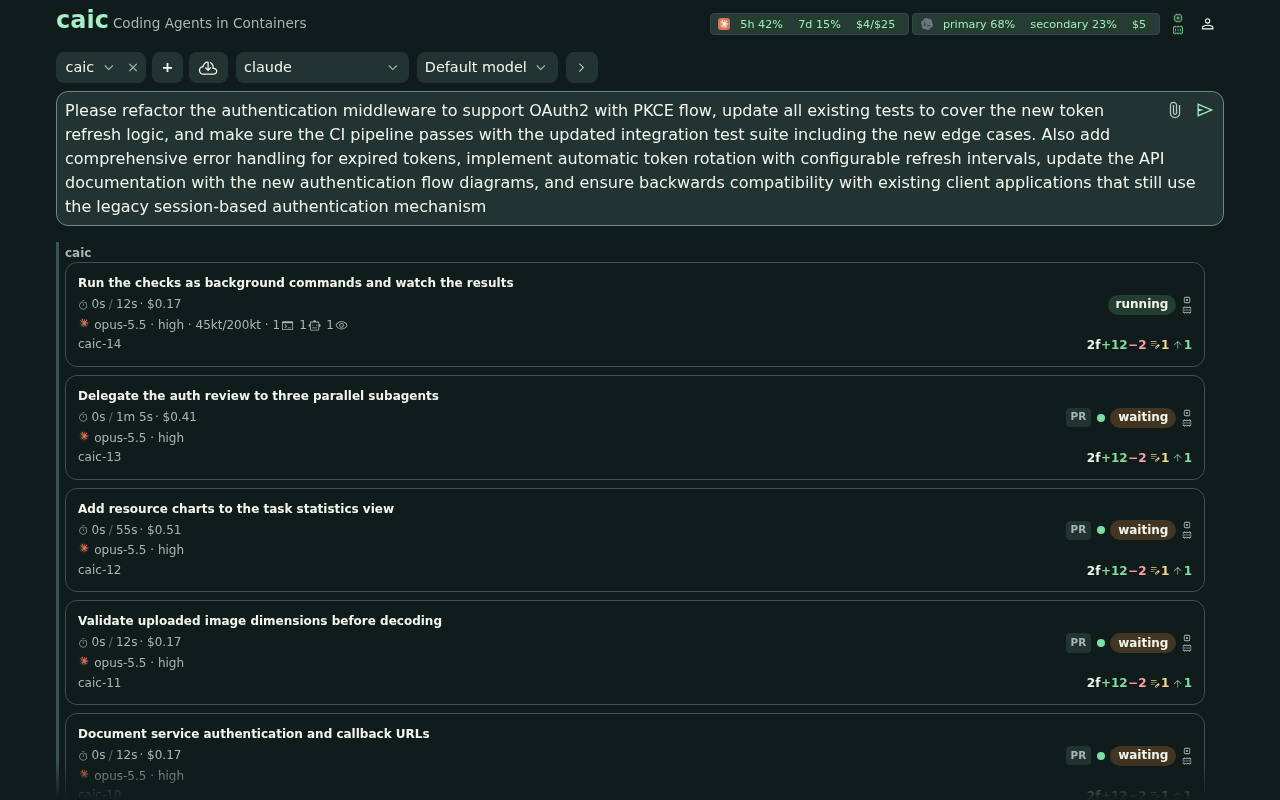 caic Coding Agents in Containers
5h 42% 7d 15% $4/$25 primary 68% secondary 23% $5
caic + claude Default model
Please refactor the authentication middleware to support OAuth2 with PKCE flow, update all existing tests to cover the new token
refresh logic, and make sure the CI pipeline passes with the updated integration test suite including the new edge cases. Also add
comprehensive error handling for expired tokens, implement automatic token rotation with configurable refresh intervals, update the API
documentation with the new authentication flow diagrams, and ensure backwards compatibility with existing client applications that still use
the legacy session-based authentication mechanism
caic
Run the checks as background commands and watch the results
0s / 12s · $0.17
running
opus-5.5 · high · 45kt/200kt · 1 1 1
caic-14
2f+12−2 1 ↑1
Delegate the auth review to three parallel subagents
0s / 1m 5s · $0.41
PR waiting
opus-5.5 · high
caic-13
2f+12−2 1 ↑1
Add resource charts to the task statistics view
0s / 55s · $0.51
PR waiting
opus-5.5 · high
caic-12
2f+12−2 1 ↑1
Validate uploaded image dimensions before decoding
0s / 12s · $0.17
PR waiting
opus-5.5 · high
caic-11
2f+12−2 1 ↑1
Document service authentication and callback URLs
0s / 12s · $0.17
PR waiting
opus-5.5 · high
caic-10
2f+12−2 1 ↑1